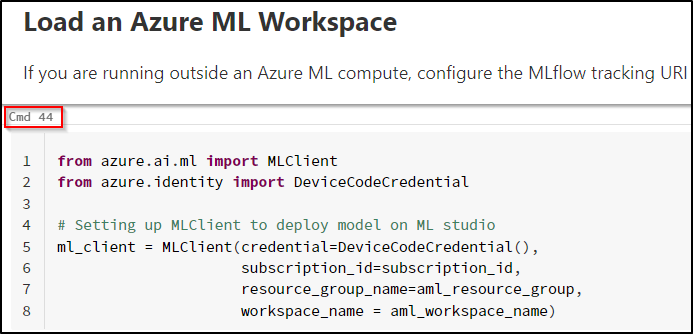 Load an Azure ML Workspace
If you are running outside an Azure ML compute, configure the MLflow tracking URI
Cmd 44
1 from azure.ai.ml import MLClient
2 from azure.identity import DeviceCodeCredential
3
4 # Setting up MLClient to deploy model on ML studio
5 ml_client = MLClient(credential=DeviceCodeCredential(),
6 subscription_id=subscription_id,
7 resource_group_name=aml_resource_group,
8 workspace_name = aml_workspace_name)